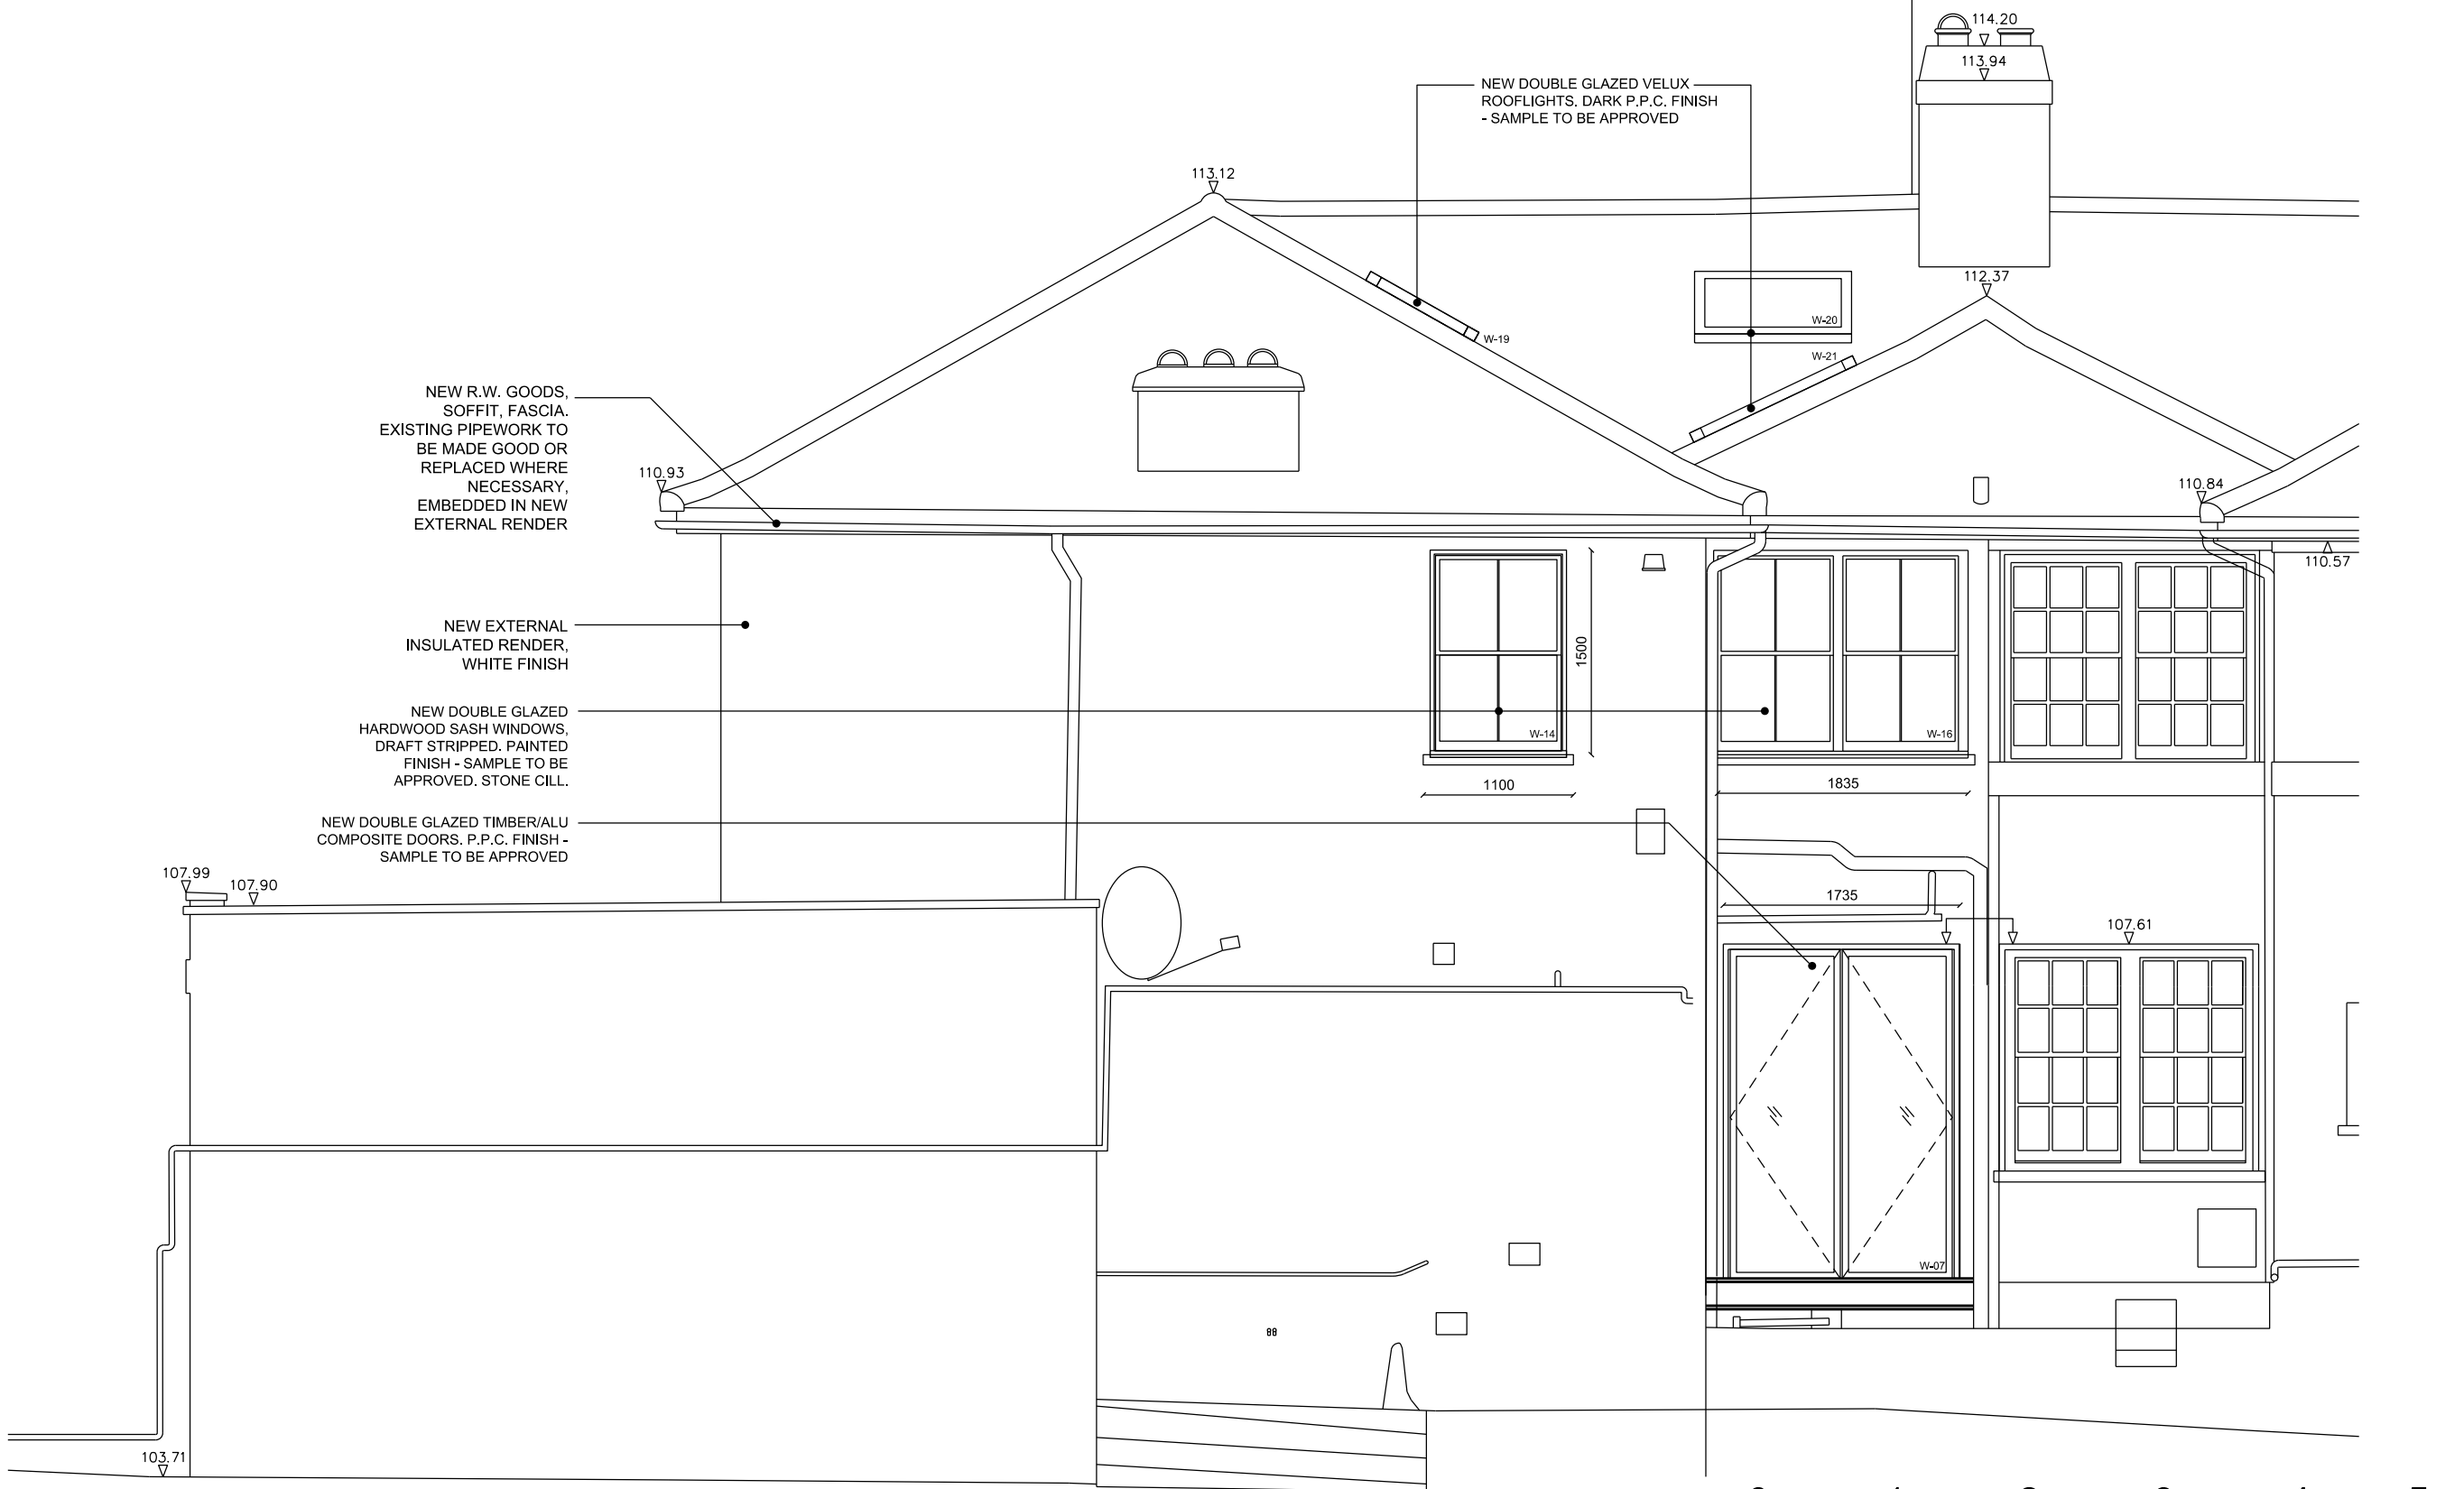 114.20
113.94
NEW DOUBLE GLAZED VELUX
ROOFLIGHTS. DARK P.P.C. FINISH
- SAMPLE TO BE APPROVED
113.12
112.37
W-20
W-19
W-21
NEW R.W. GOODS,
SOFFIT, FASCIA.
EXISTING PIPEWORK TO
BE MADE GOOD OR
REPLACED WHERE
NECESSARY,
EMBEDDED IN NEW
EXTERNAL RENDER
110.93
110.84
110.57
NEW EXTERNAL
INSULATED RENDER,
WHITE FINISH
1500
NEW DOUBLE GLAZED
HARDWOOD SASH WINDOWS,
DRAFT STRIPPED. PAINTED
FINISH - SAMPLE TO BE
APPROVED. STONE CILL.
W-14
W-16
1100
1835
NEW DOUBLE GLAZED TIMBER/ALU
COMPOSITE DOORS. P.P.C. FINISH -
SAMPLE TO BE APPROVED
107.99
107.90
1735
107.61
W-07
103.71